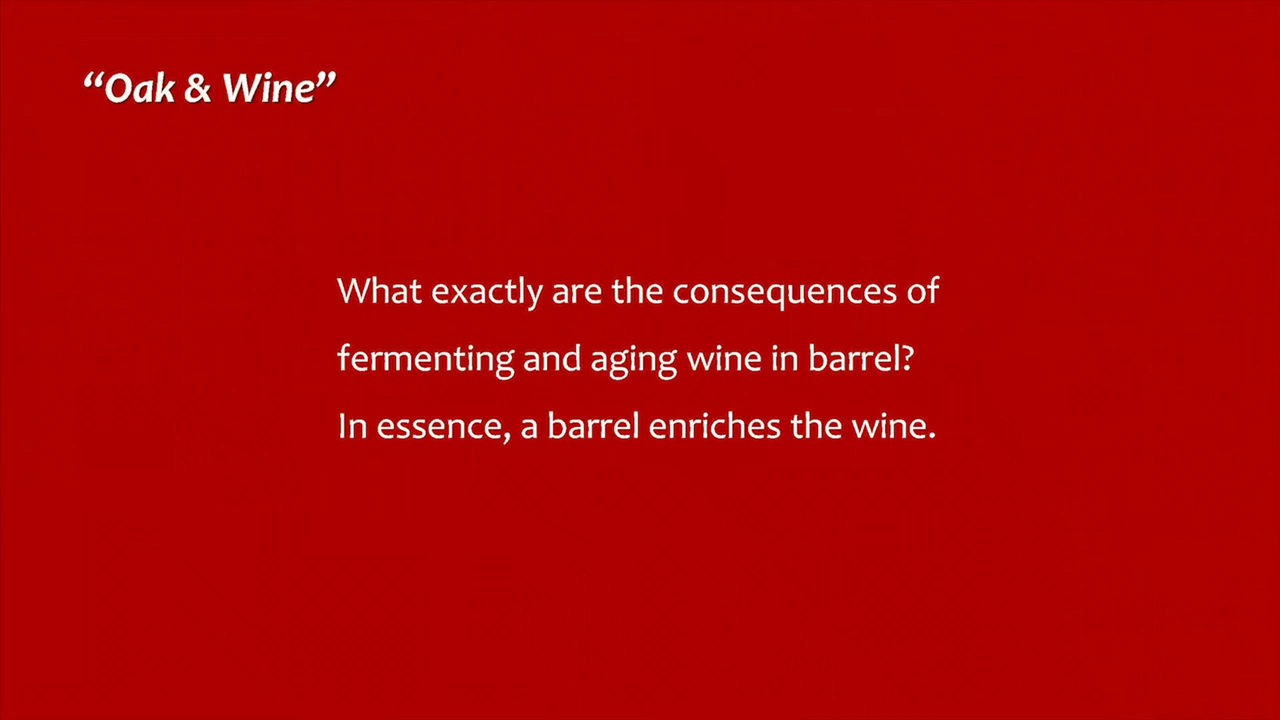 “Oak & Wine”
What exactly are the consequences of
fermenting and aging wine in barrel?
In essence, a barrel enriches the wine.